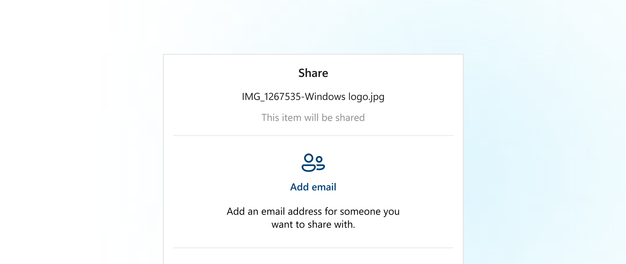 Share
IMG_1267535-Windows logo.jpg
This item will be shared
Add email
Add an email address for someone you
want to share with.